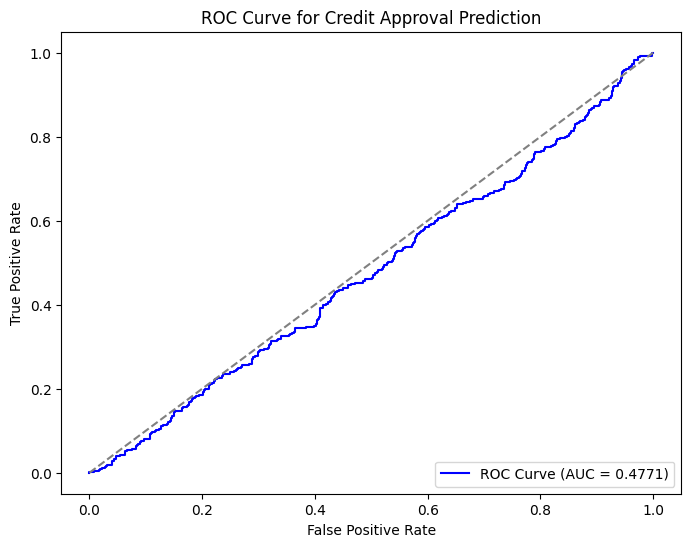 ROC Curve for Credit Approval Prediction
True Positive Rate
1.0
0.8
0.6
0.4
0.2
0.0
ROC Curve (AUC = 0.4771)
0.0 0.2 0.4 0.6 0.8 1.0
False Positive Rate